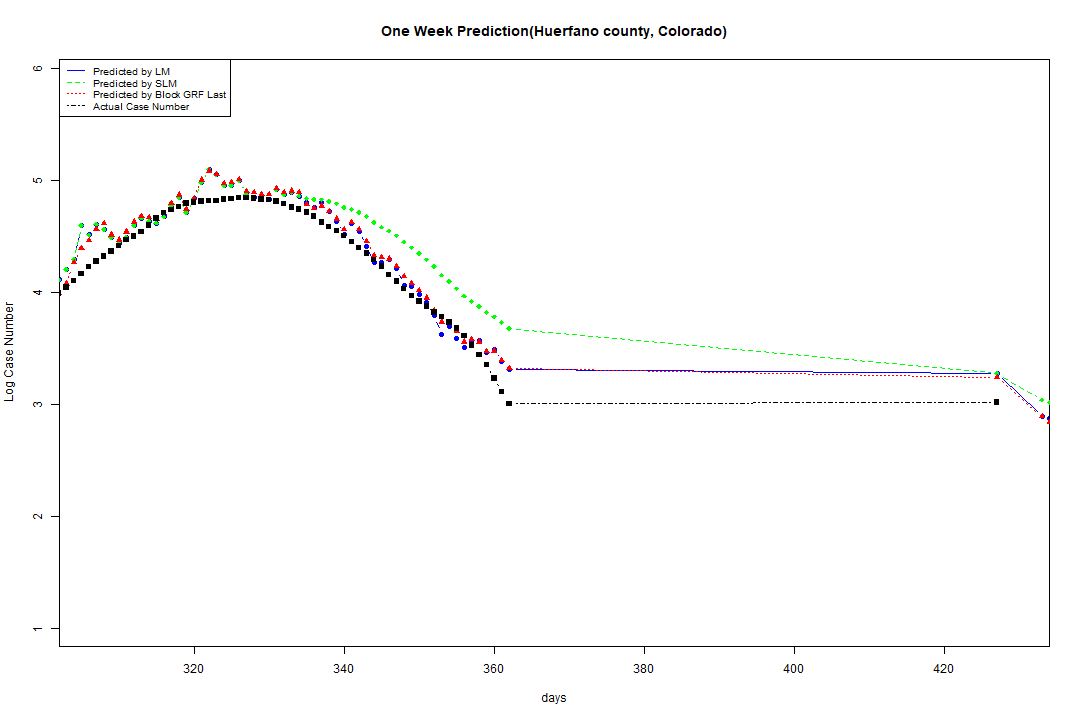 One Week Prediction(Huerfano county, Colorado)
Predicted by LM
Predicted by SLM
Predicted by Block GRF Last
Actual Case Number
6
5
4
3
2
1
Log Case Number
320 340 360 380 400 420
days